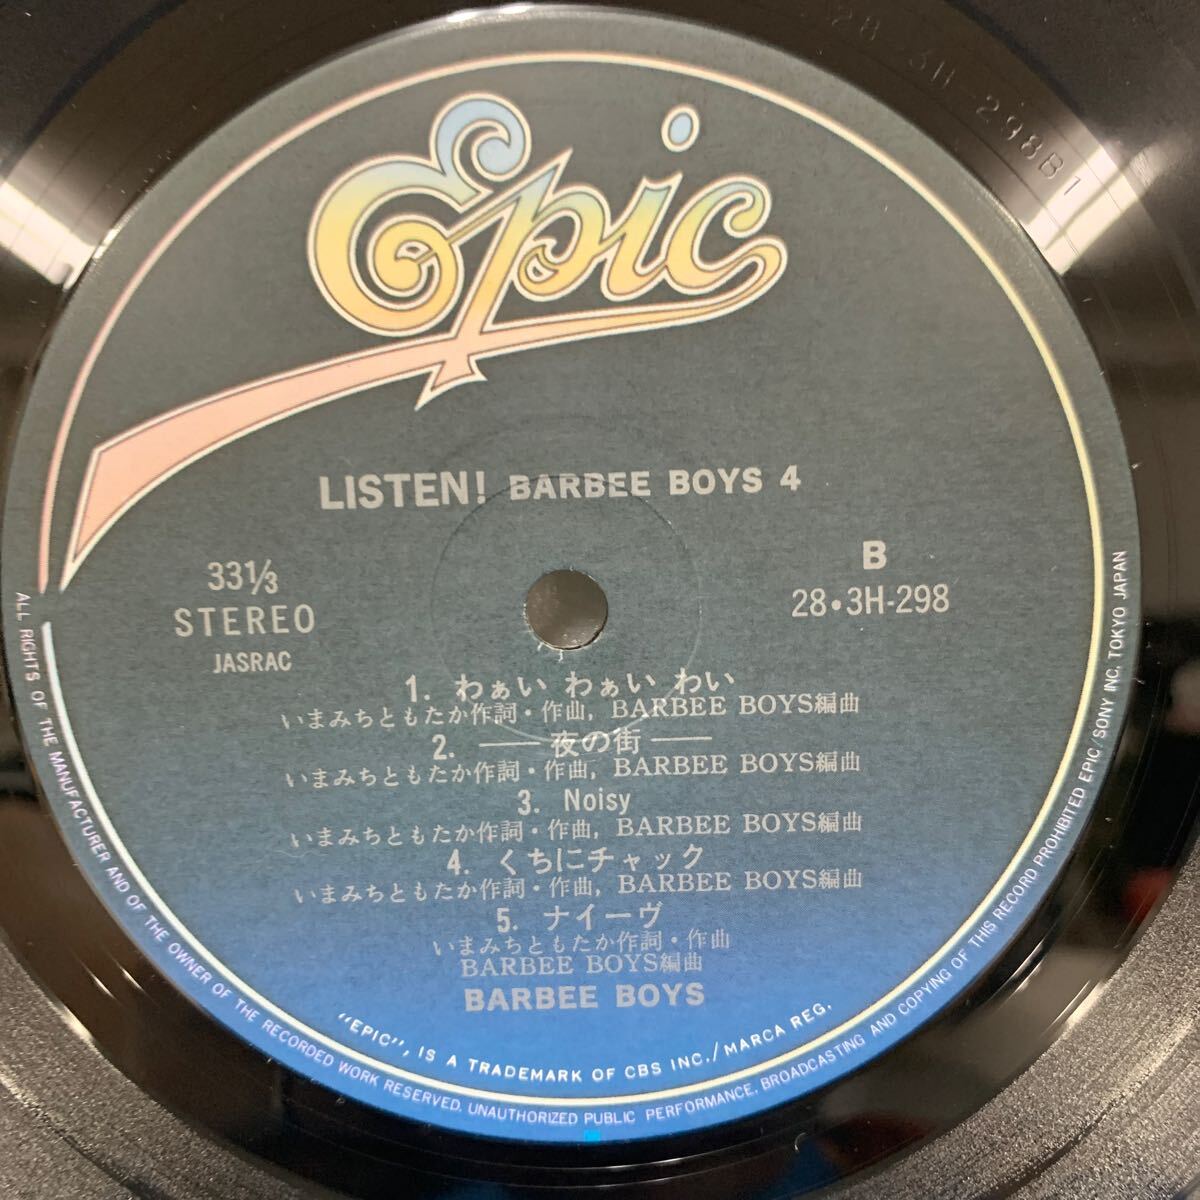 28 3H-298B1
Epic
LISTEN! BARBEE BOYS 4
33⅓
STEREO
JASRAC
B
28・3H-298
1. わぁい わぁい わい
いまみちともたか作詞・作曲, BARBEE BOYS編曲
2. ── 夜の街 ──
いまみちともたか作詞・作曲, BARBEE BOYS編曲
3. Noisy
いまみちともたか作詞・作曲, BARBEE BOYS編曲
4. くちにチャック
いまみちともたか作詞・作曲, BARBEE BOYS編曲
5. ナイーヴ
いまみちともたか作詞・作曲
BARBEE BOYS編曲
BARBEE BOYS
"EPIC", IS A TRADEMARK OF CBS INC./MARCA REG.
ALL RIGHTS OF THE MANUFACTURER AND OF THE OWNER OF THE RECORDED WORK RESERVED. UNAUTHORIZED PUBLIC PERFORMANCE, BROADCASTING AND COPYING OF THIS RECORD PROHIBITED EPIC/SONY INC. TOKYO JAPAN